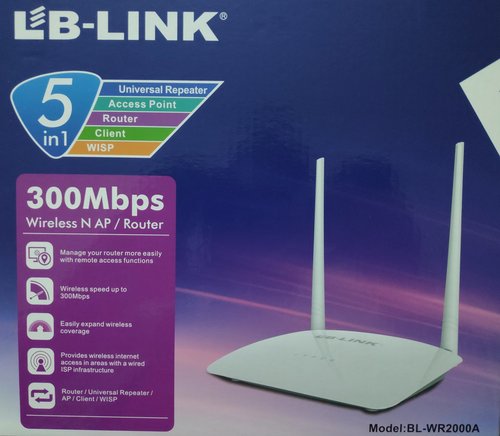 LB-LINK®
5 in1
Universal Repeater
Access Point
Router
Client
WISP
300Mbps
Wireless N AP / Router
Manage your router more easily
with remote access functions
Wireless speed up to
300Mbps
Easily expand wireless
coverage
Provides wireless internet
access in areas with a wired
ISP infrastructure
Router / Universal Repeater /
AP / Client / WISP
LB-LINK
Model:BL-WR2000A